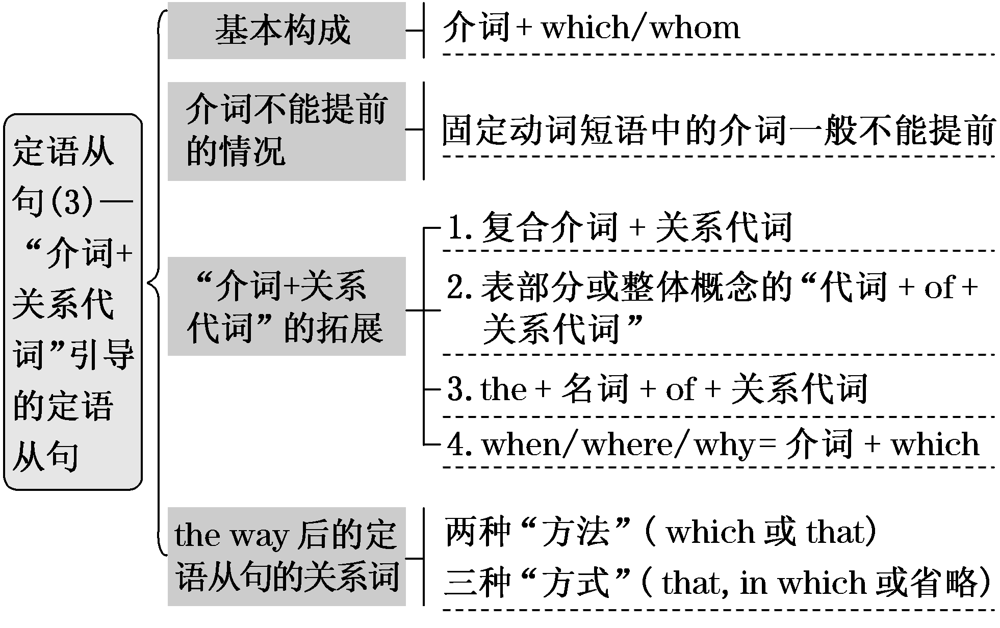 定语从
句(3)—
“介词+
关系代
词”引导
的定语
从句
基本构成
介词+ which/whom
介词不能提前
的情况
固定动词短语中的介词一般不能提前
“介词+关系
代词”的拓展
1. 复合介词 + 关系代词
2. 表部分或整体概念的“代词 + of +
关系代词”
3. the + 名词 + of + 关系代词
4. when/where/why= 介词 + which
the way 后的定
语从句的关系词
两种“方法”( which 或 that)
三种“方式”( that, in which 或省略)